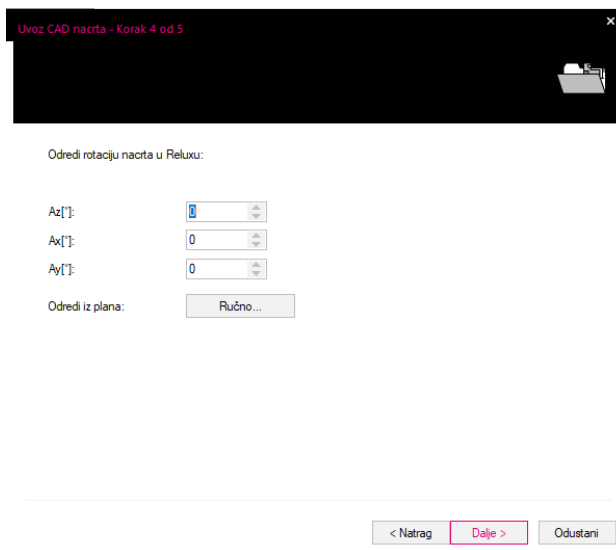 Uvoz CAD nacrta - Korak 4 od 5
Odredi rotaciju nacrta u Reluxu:
Az[°]: 0
Ax[°]: 0
Ay[°]: 0
Odredi iz plana: Ručno...
< Natrag Dalje > Odustani